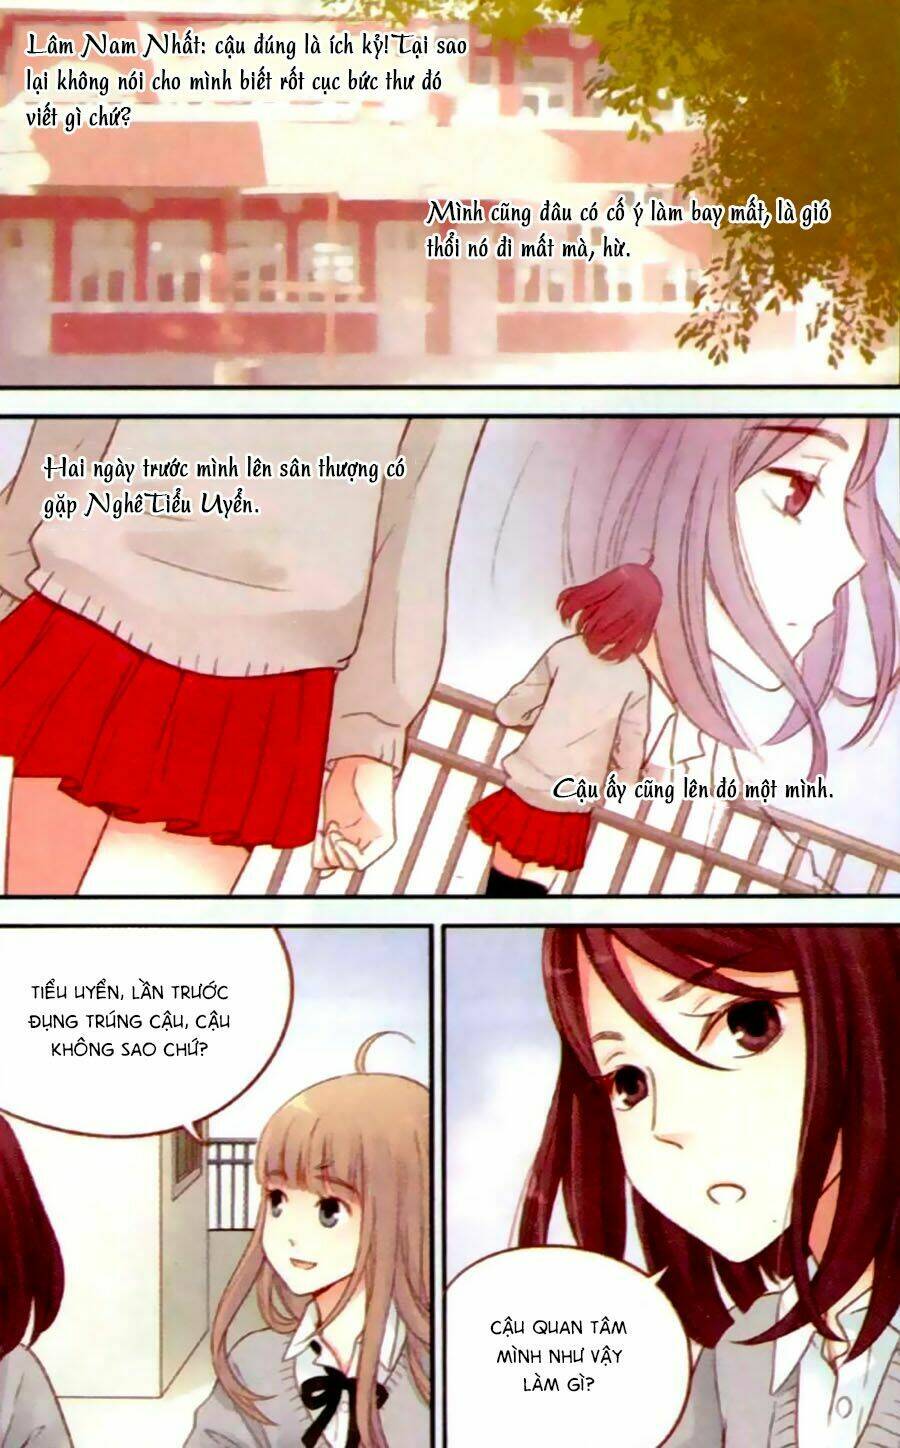 Lâm Nam Nhất: cậu đúng là ích kỷ! Tại sao
lại không nói cho mình biết rốt cục bức thư đó
viết gì chứ?
Mình cũng đâu có cố ý làm bay mất, là gió
thổi nó đi mất mà, hừ.
Hai ngày trước mình lên sân thượng có
gặp Nghê Tiểu Uyển.
Cậu ấy cũng lên đó một mình.
TIỂU UYỂN, LẦN TRƯỚC
ĐỤNG TRÚNG CẬU, CẬU
KHÔNG SAO CHỨ?
CẬU QUAN TÂM
MÌNH NHƯ VẬY
LÀM GÌ?